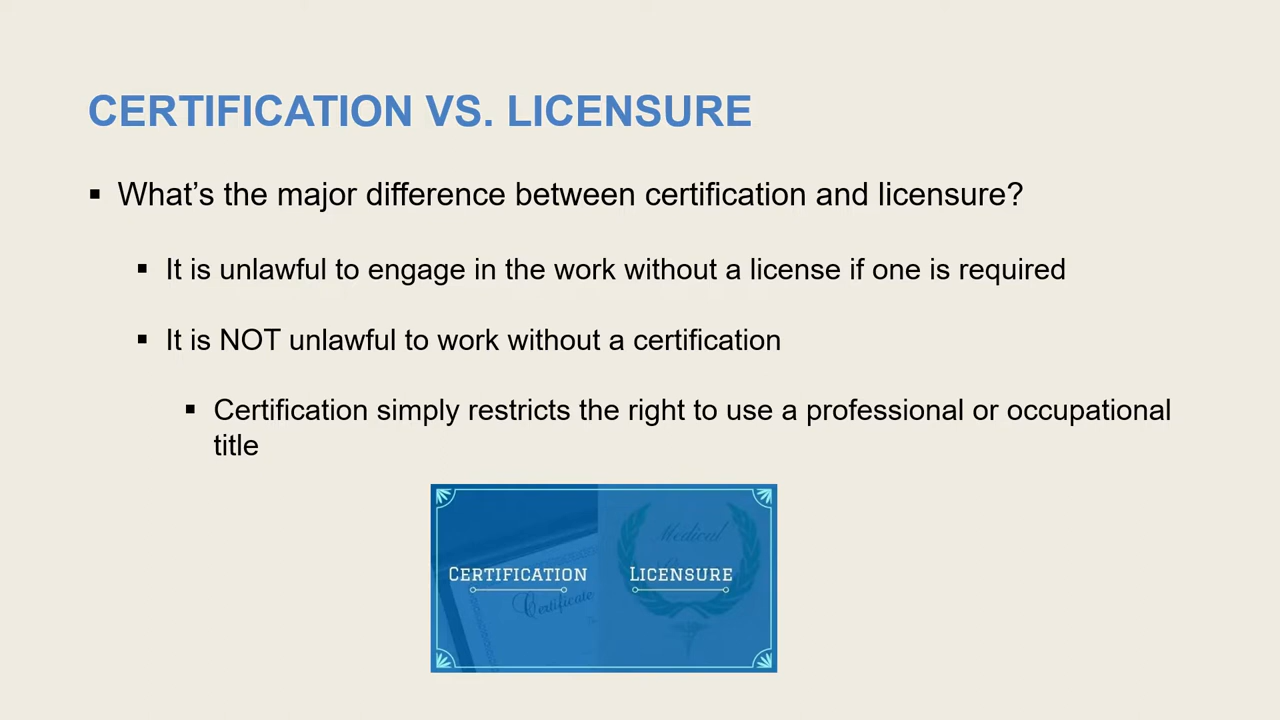 CERTIFICATION VS. LICENSURE
▪ What’s the major difference between certification and licensure?
▪ It is unlawful to engage in the work without a license if one is required
▪ It is NOT unlawful to work without a certification
▪ Certification simply restricts the right to use a professional or occupational
title
Medical
CERTIFICATION LICENSURE
Certificate